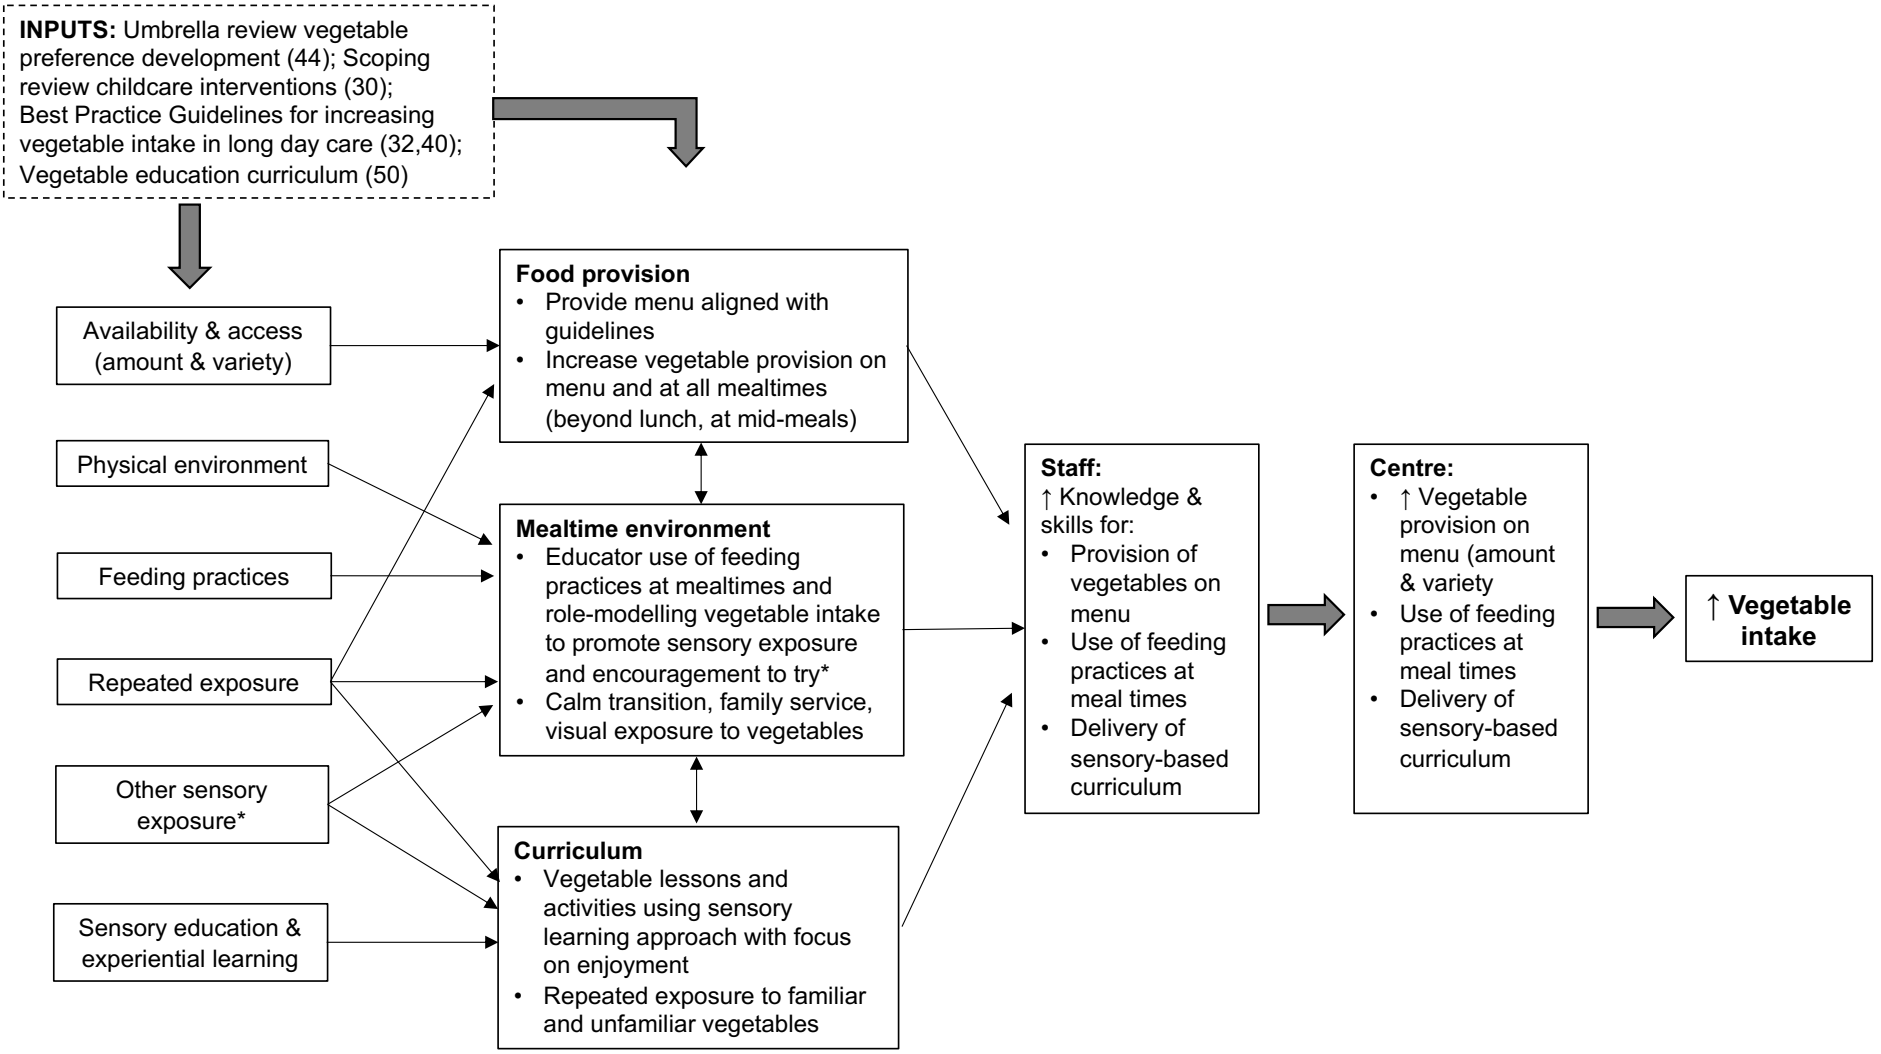 INPUTS: Umbrella review vegetable
preference development (44); Scoping
review childcare interventions (30);
Best Practice Guidelines for increasing
vegetable intake in long day care (32,40);
Vegetable education curriculum (50)
Availability & access
(amount & variety)
Physical environment
Feeding practices
Repeated exposure
Other sensory
exposure*
Sensory education &
experiential learning
Food provision
• Provide menu aligned with
guidelines
• Increase vegetable provision on
menu and at all mealtimes
(beyond lunch, at mid-meals)
Mealtime environment
• Educator use of feeding
practices at mealtimes and
role-modelling vegetable intake
to promote sensory exposure
and encouragement to try*
• Calm transition, family service,
visual exposure to vegetables
Curriculum
• Vegetable lessons and
activities using sensory
learning approach with focus
on enjoyment
• Repeated exposure to familiar
and unfamiliar vegetables
Staff:
↑ Knowledge &
skills for:
• Provision of
vegetables on
menu
• Use of feeding
practices at
meal times
• Delivery of
sensory-based
curriculum
Centre:
• ↑ Vegetable
provision on
menu (amount
& variety
• Use of feeding
practices at
meal times
• Delivery of
sensory-based
curriculum
↑ Vegetable
intake